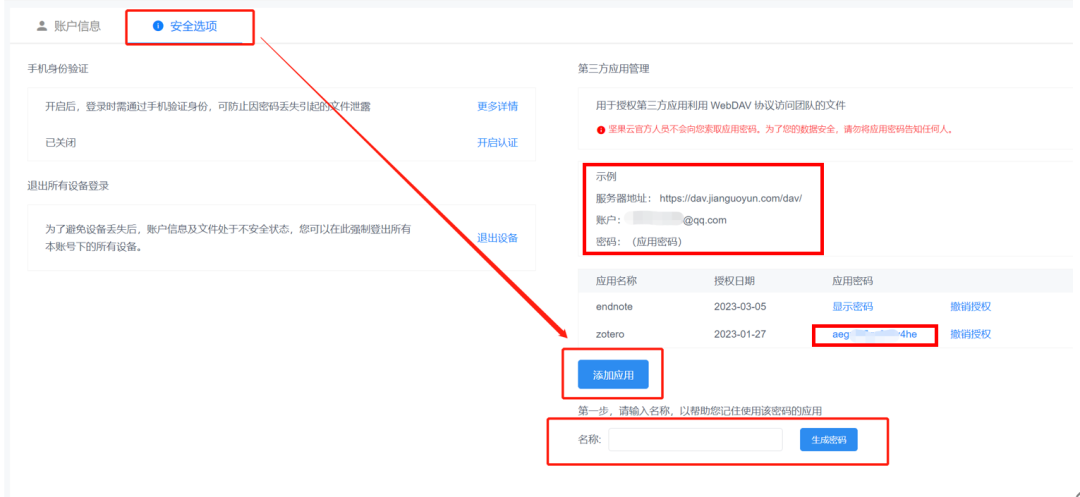 账户信息
安全选项
手机身份验证
开启后，登录时需通过手机验证身份，可防止因密码丢失引起的文件泄露
更多详情
已关闭
开启认证
退出所有设备登录
为了避免设备丢失后，账户信息及文件处于不安全状态，您可以在此强制登出所有
本账号下的所有设备。
退出设备
第三方应用管理
用于授权第三方应用利用 WebDAV 协议访问团队的文件
坚果云官方人员不会向您索取应用密码。为了您的数据安全，请勿将应用密码告知任何人。
示例
服务器地址： https://dav.jianguoyun.com/dav/
账户： @qq.com
密码：（应用密码）
应用名称 授权日期 应用密码
endnote 2023-03-05 显示密码 撤销授权
zotero 2023-01-27 aeg 4he 撤销授权
添加应用
第一步，请输入名称，以帮助您记住使用该密码的应用
名称: 生成密码